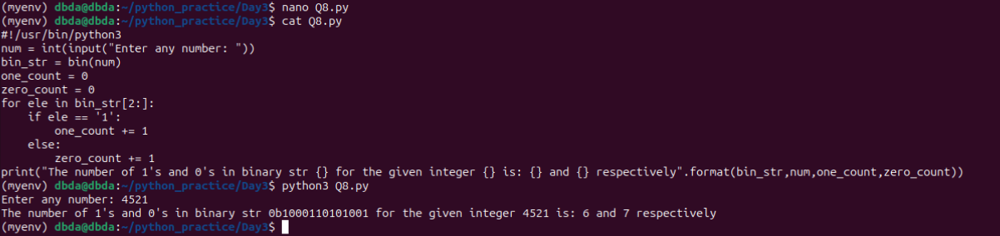 (myenv) dbda@dbda:~/python_practice/Day3$ nano Q8.py
(myenv) dbda@dbda:~/python_practice/Day3$ cat Q8.py
#!/usr/bin/python3
num = int(input("Enter any number: "))
bin_str = bin(num)
one_count = 0
zero_count = 0
for ele in bin_str[2:]:
    if ele == '1':
        one_count += 1
    else:
        zero_count += 1
print("The number of 1's and 0's in binary str {} for the given integer {} is: {} and {} respectively".format(bin_str,num,one_count,zero_count))
(myenv) dbda@dbda:~/python_practice/Day3$ python3 Q8.py
Enter any number: 4521
The number of 1's and 0's in binary str 0b1000110101001 for the given integer 4521 is: 6 and 7 respectively
(myenv) dbda@dbda:~/python_practice/Day3$